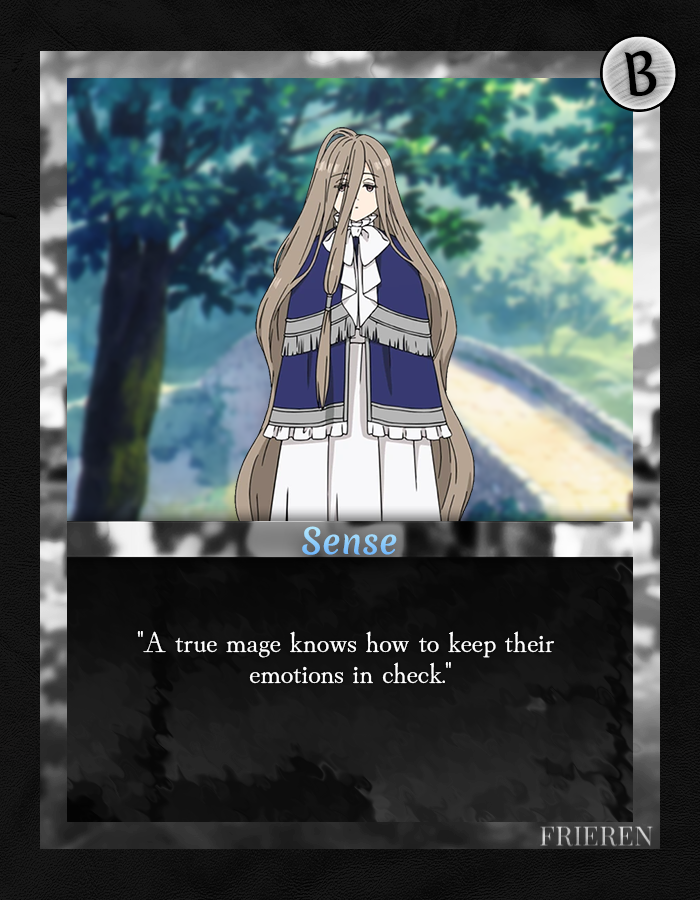 B
Sense
"A true mage knows how to keep their
emotions in check."
FRIEREN